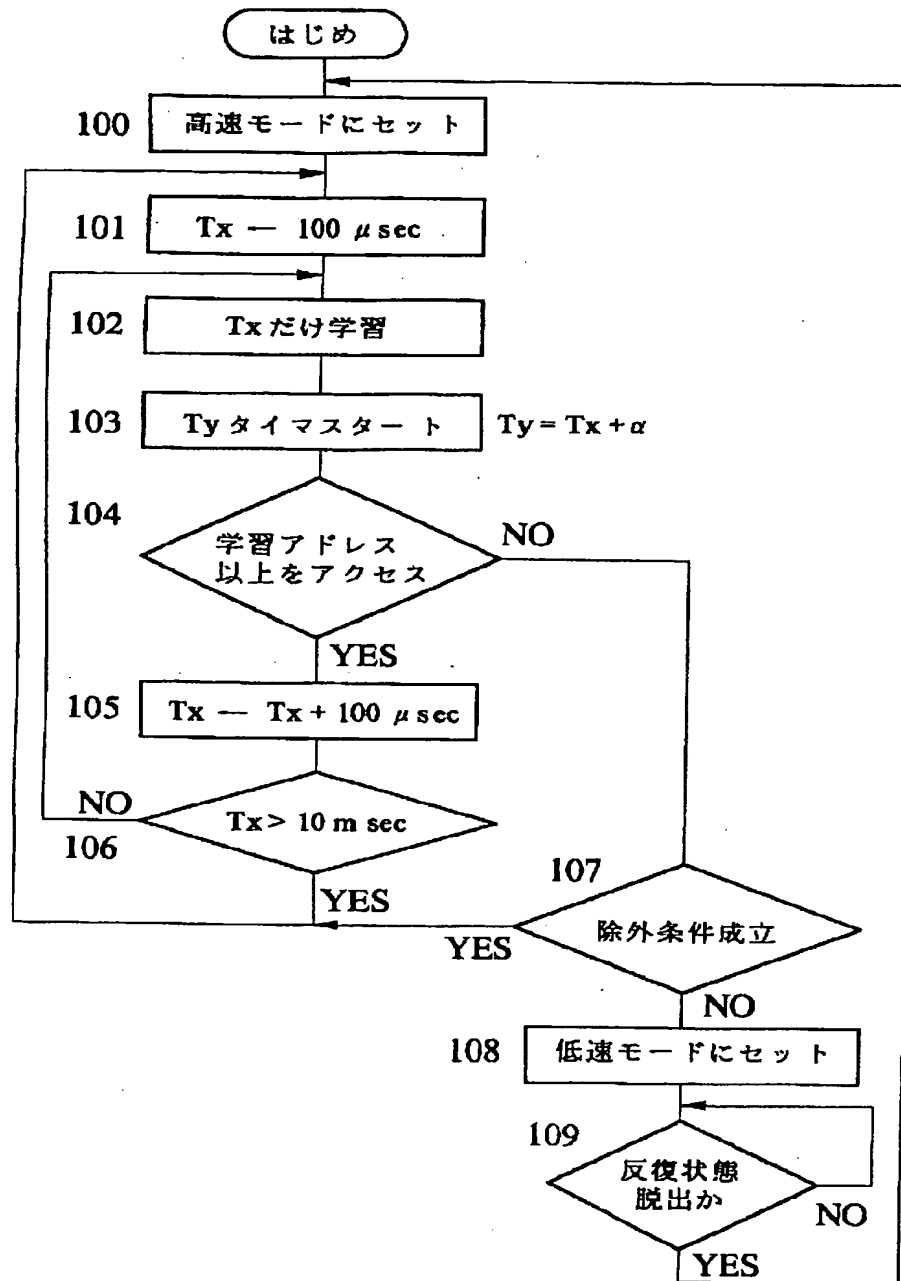 はじめ
100
高速モードにセット
101
Tx ← 100 μsec
102
Txだけ学習
103
Tyタイマスタート
Ty = Tx + α
104
学習アドレス
以上をアクセス
NO
YES
105
Tx ← Tx + 100 μsec
NO
106
Tx > 10 m sec
YES
107
除外条件成立
YES
NO
108
低速モードにセット
109
反復状態
脱出か
NO
YES